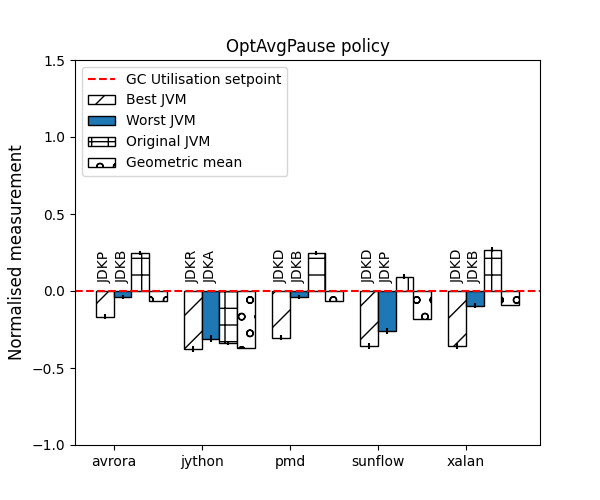 OptAvgPause policy
Normalised measurement
1.5
1.0
0.5
0.0
−0.5
−1.0
GC Utilisation setpoint
Best JVM
Worst JVM
Original JVM
Geometric mean
JDKP
JDKB
JDKR
JDKA
JDKD
JDKB
JDKD
JDKP
JDKD
JDKB
avrora
jython
pmd
sunflow
xalan